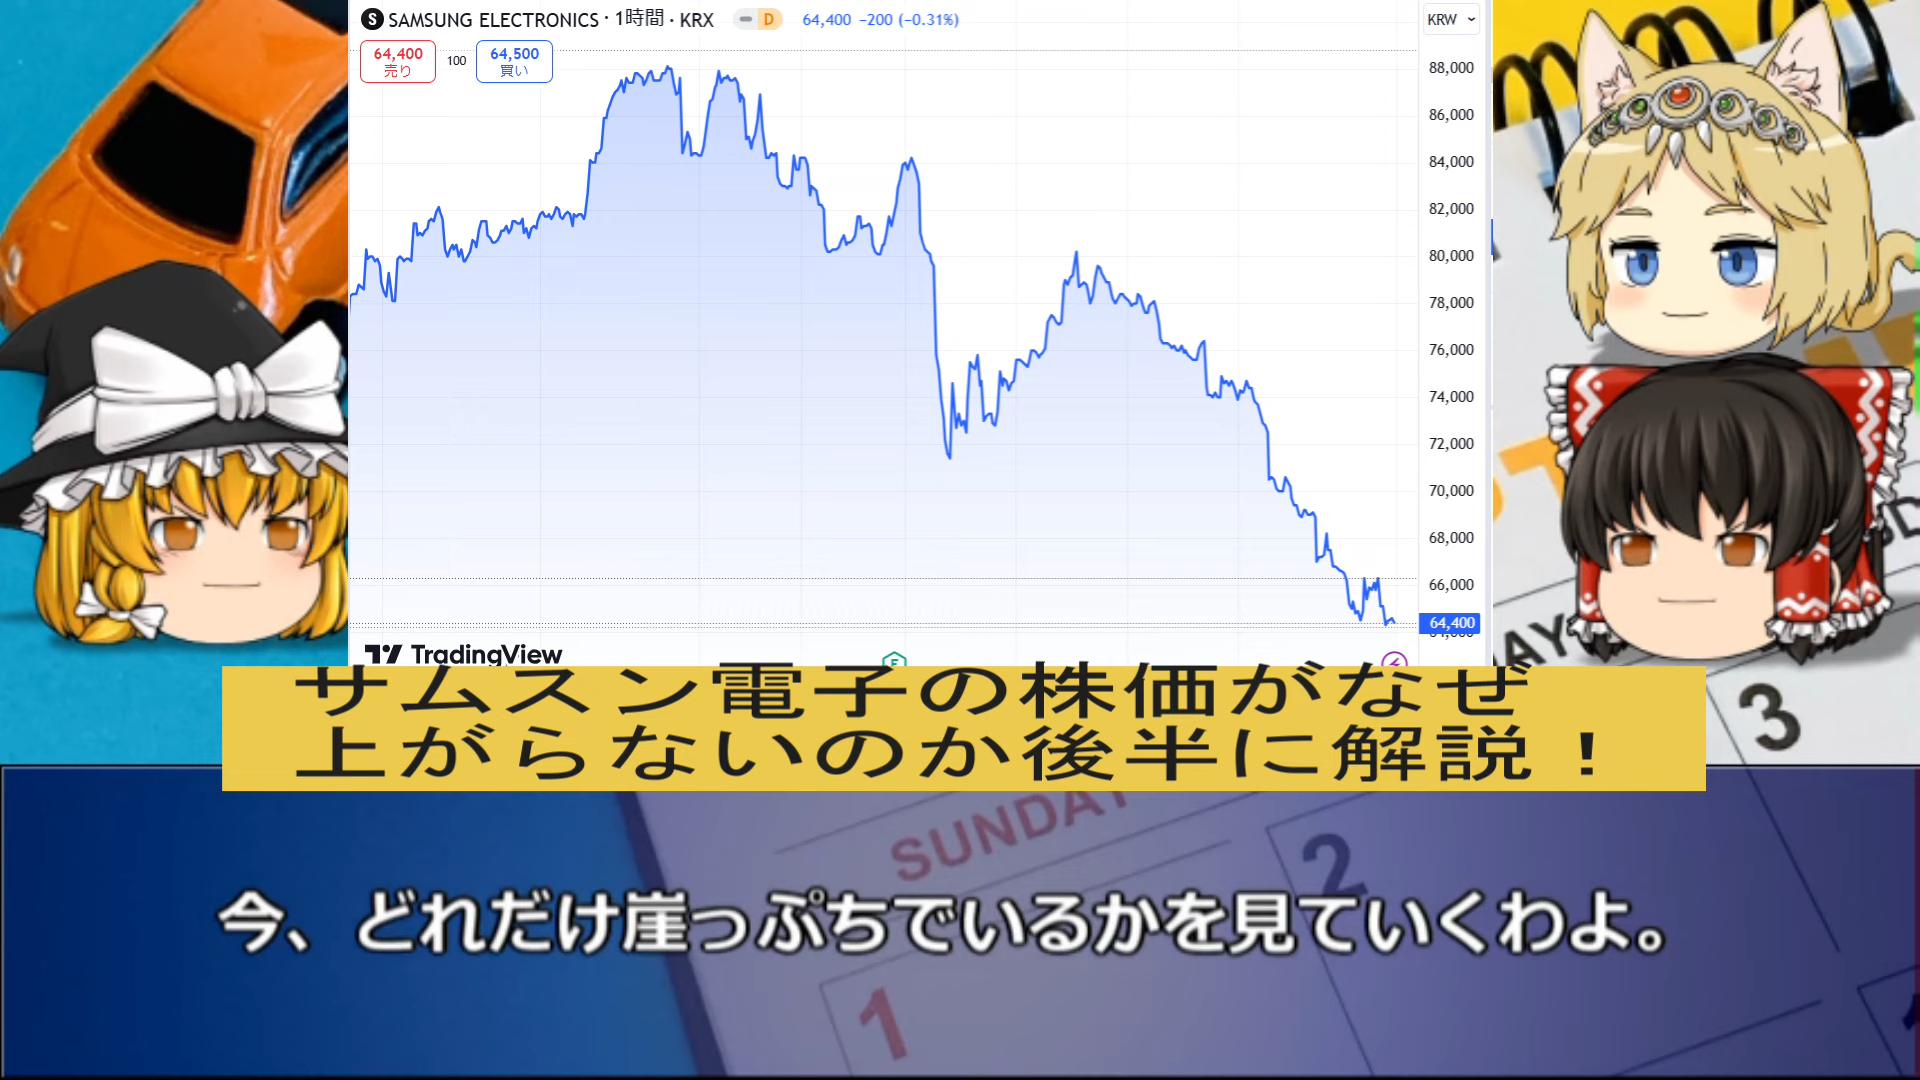 SAMSUNG ELECTRONICS · 1時間 · KRX
D
64,400 −200 (−0.31%)
KRW
64,400
売り
100
64,500
買い
88,000
86,000
84,000
82,000
80,000
78,000
76,000
74,000
72,000
70,000
68,000
66,000
64,400
TradingView
E
サムスン電子の株価がなぜ
上がらないのか後半に解説！
3
SUNDAY
2
1
今、どれだけ崖っぷちでいるかを見ていくわよ。